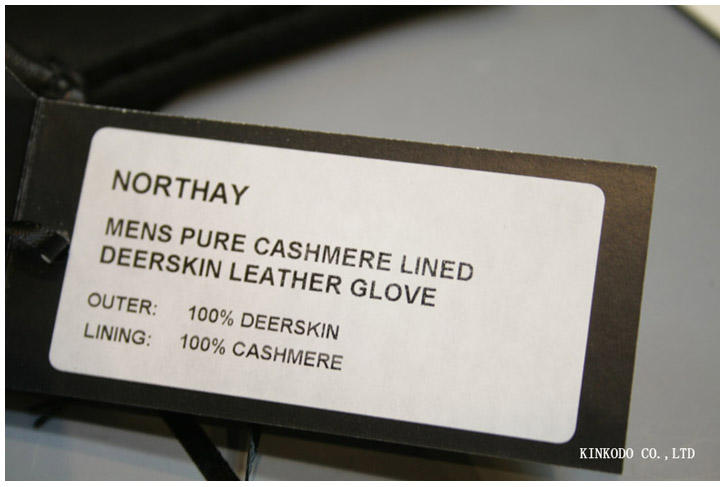 NORTHAY
MENS PURE CASHMERE LINED
DEERSKIN LEATHER GLOVE
OUTER: 100% DEERSKIN
LINING: 100% CASHMERE
KINKODO CO.,LTD